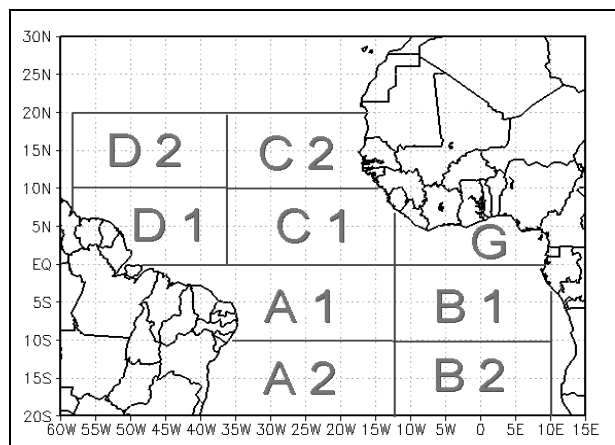 30N
25N
20N
D 2 C 2
15N
10N
D 1 C 1
5N
G
EQ
A 1 B 1
5S
10S
A 2 B 2
15S
20S
60W 55W 50W 45W 40W 35W 30W 25W 20W 15W 10W 5W 0 5E 10E 15E